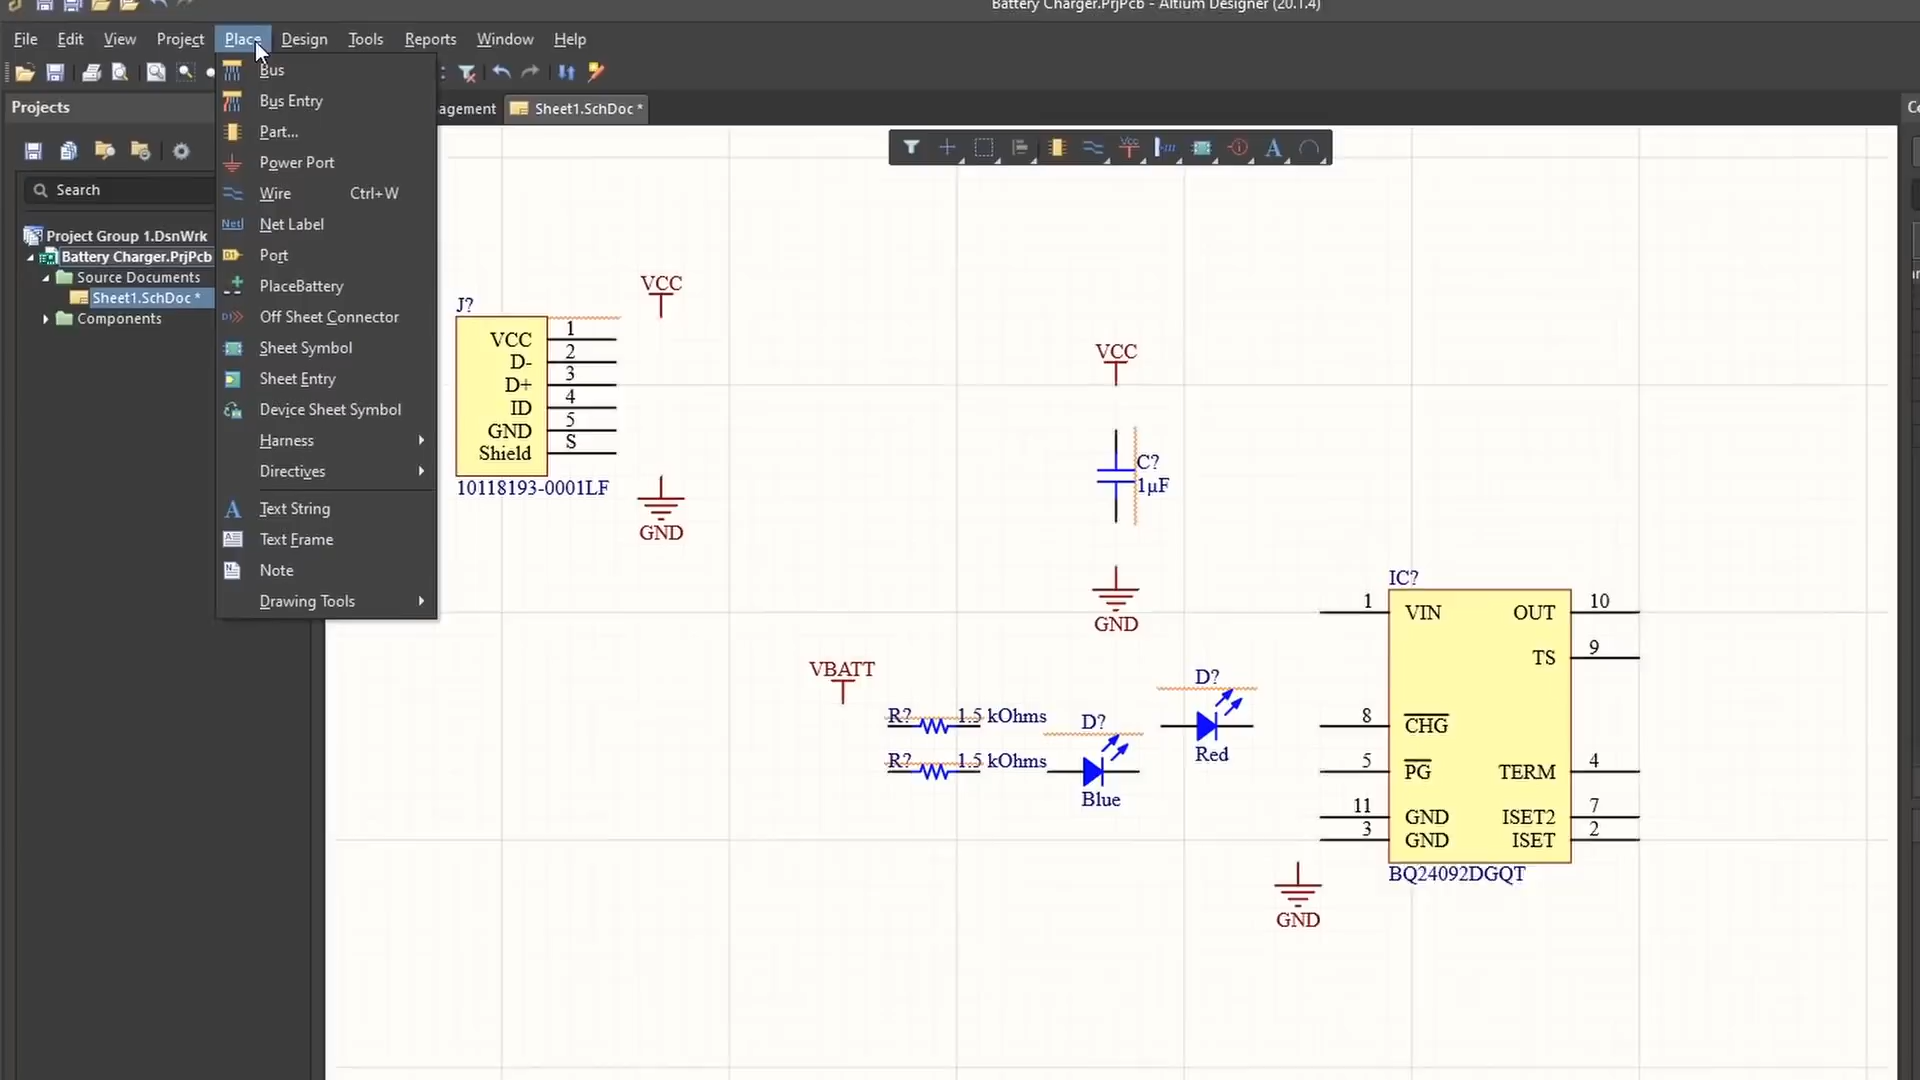 Battery Charger.PrjPcb - Altium Designer (20.1.4)
File Edit View Project Place Design Tools Reports Window Help
Projects
agement
Sheet1.SchDoc *
Search
Project Group 1.DsnWrk
Battery Charger.PrjPcb
Source Documents
Sheet1.SchDoc *
Components
Bus
Bus Entry
Part...
Power Port
Wire Ctrl+W
Net Label
Port
PlaceBattery
Off Sheet Connector
Sheet Symbol
Sheet Entry
Device Sheet Symbol
Harness
Directives
Text String
Text Frame
Note
Drawing Tools
J?
VCC 1
D- 2
D+ 3
ID 4
GND 5
Shield S
10118193-0001LF
VCC
GND
VCC
C?
1µF
GND
VBATT
R? 1.5 kOhms
R? 1.5 kOhms
D?
Blue
D?
Red
IC?
1 VIN OUT 10
TS 9
8 CHG
5 PG TERM 4
11 GND ISET2 7
3 GND ISET 2
BQ24092DGQT
GND